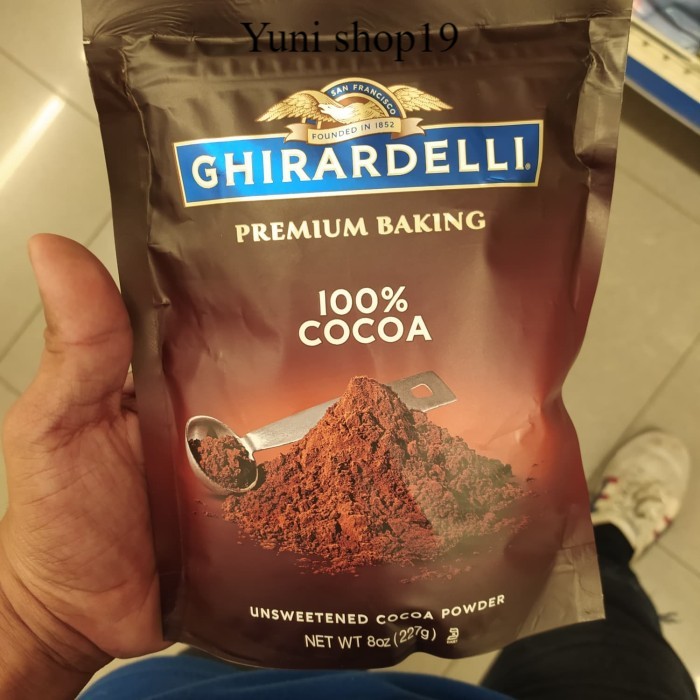 Yuni shop19
SAN FRANCISCO
FOUNDED IN 1852
GHIRARDELLI
PREMIUM BAKING
100%
COCOA
UNSWEETENED COCOA POWDER
NET WT 8oz (227g)